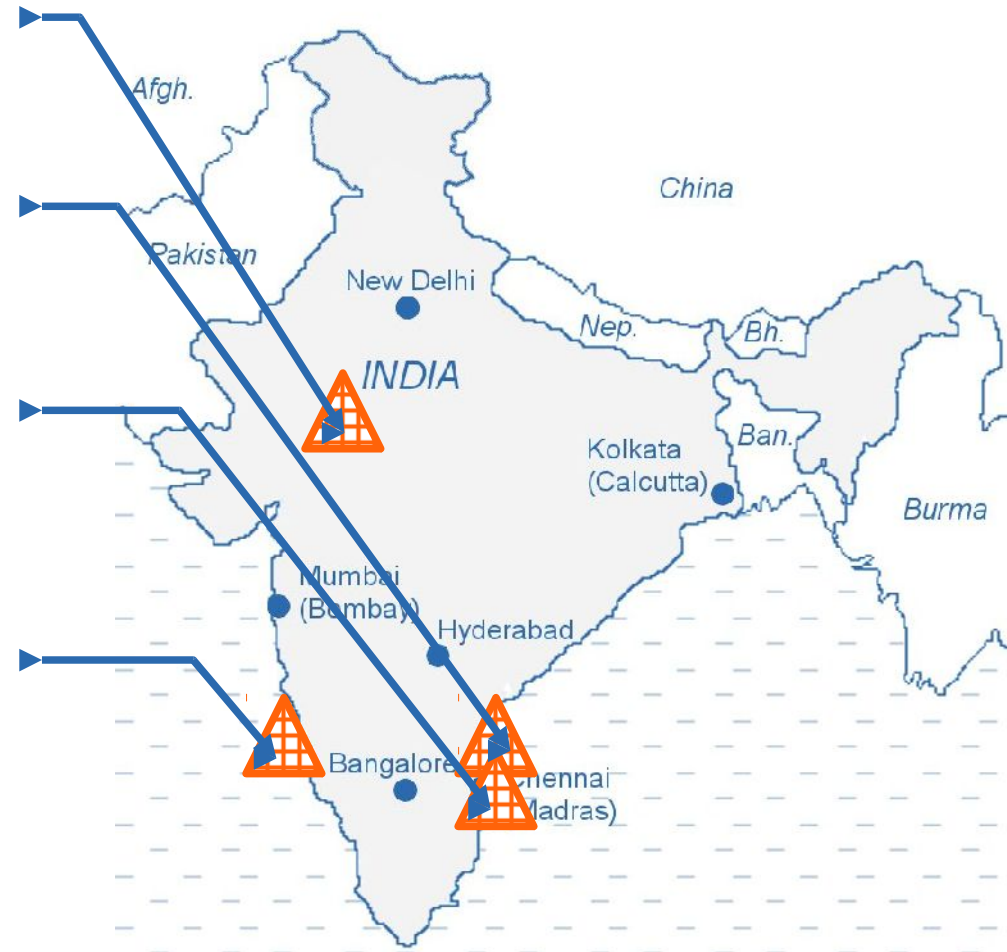 Afgh.
China
Pakistan
New Delhi
Nep.
Bh.
INDIA
Ban.
Kolkata
(Calcutta)
Burma
Mumbai
(Bombay)
Hyderabad
Bangalore
Chennai
(Madras)